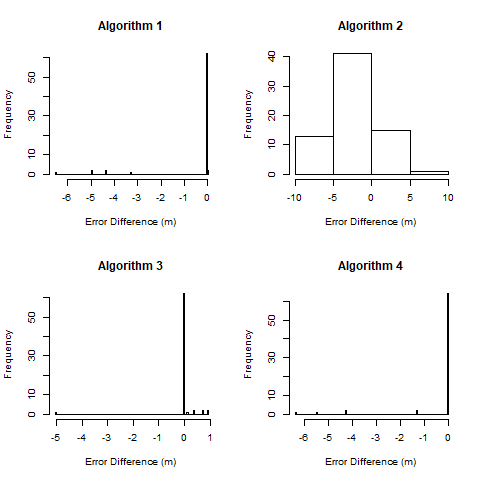 Algorithm 1
Frequency
0 10 30 50
-6 -5 -4 -3 -2 -1 0
Error Difference (m)
Algorithm 2
Frequency
0 10 20 30 40
-10 -5 0 5 10
Error Difference (m)
Algorithm 3
Frequency
0 10 30 50
-5 -4 -3 -2 -1 0 1
Error Difference (m)
Algorithm 4
Frequency
0 10 30 50
-6 -5 -4 -3 -2 -1 0
Error Difference (m)